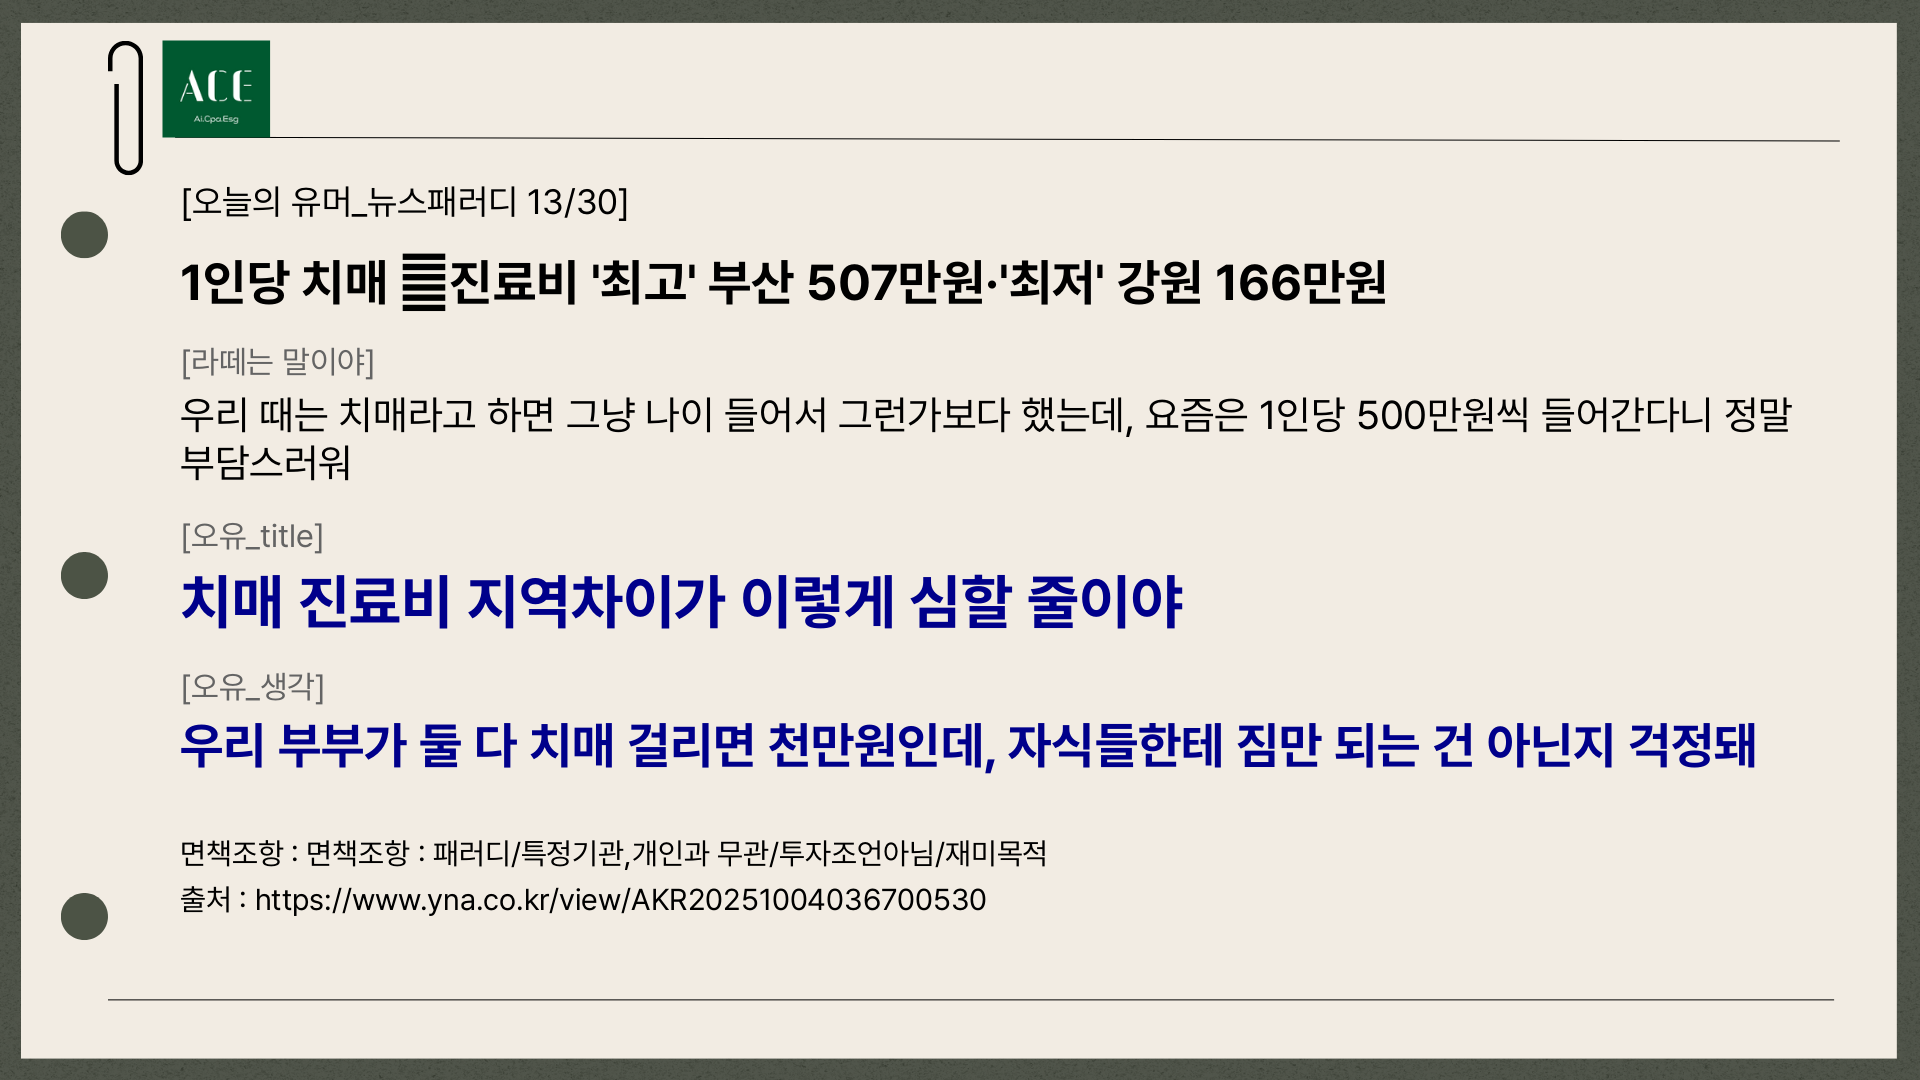 ACE
Ai.Cpa.Esg
[오늘의 유머_뉴스패러디 13/30]
1인당 치매 진료비 '최고' 부산 507만원·'최저' 강원 166만원
[라떼는 말이야]
우리 때는 치매라고 하면 그냥 나이 들어서 그런가보다 했는데, 요즘은 1인당 500만원씩 들어간다니 정말
부담스러워
[오유_title]
치매 진료비 지역차이가 이렇게 심할 줄이야
[오유_생각]
우리 부부가 둘 다 치매 걸리면 천만원인데, 자식들한테 짐만 되는 건 아닌지 걱정돼
면책조항 : 면책조항 : 패러디/특정기관,개인과 무관/투자조언아님/재미목적
출처 : https://www.yna.co.kr/view/AKR20251004036700530